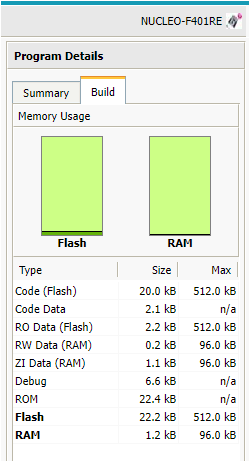 NUCLEO-F401RE
Program Details
Summary Build
Memory Usage
Flash RAM
Type Size Max
Code (Flash) 20.0 kB 512.0 kB
Code Data 2.1 kB n/a
RO Data (Flash) 2.2 kB 512.0 kB
RW Data (RAM) 0.2 kB 96.0 kB
ZI Data (RAM) 1.1 kB 96.0 kB
Debug 6.6 kB n/a
ROM 22.4 kB n/a
Flash 22.2 kB 512.0 kB
RAM 1.2 kB 96.0 kB